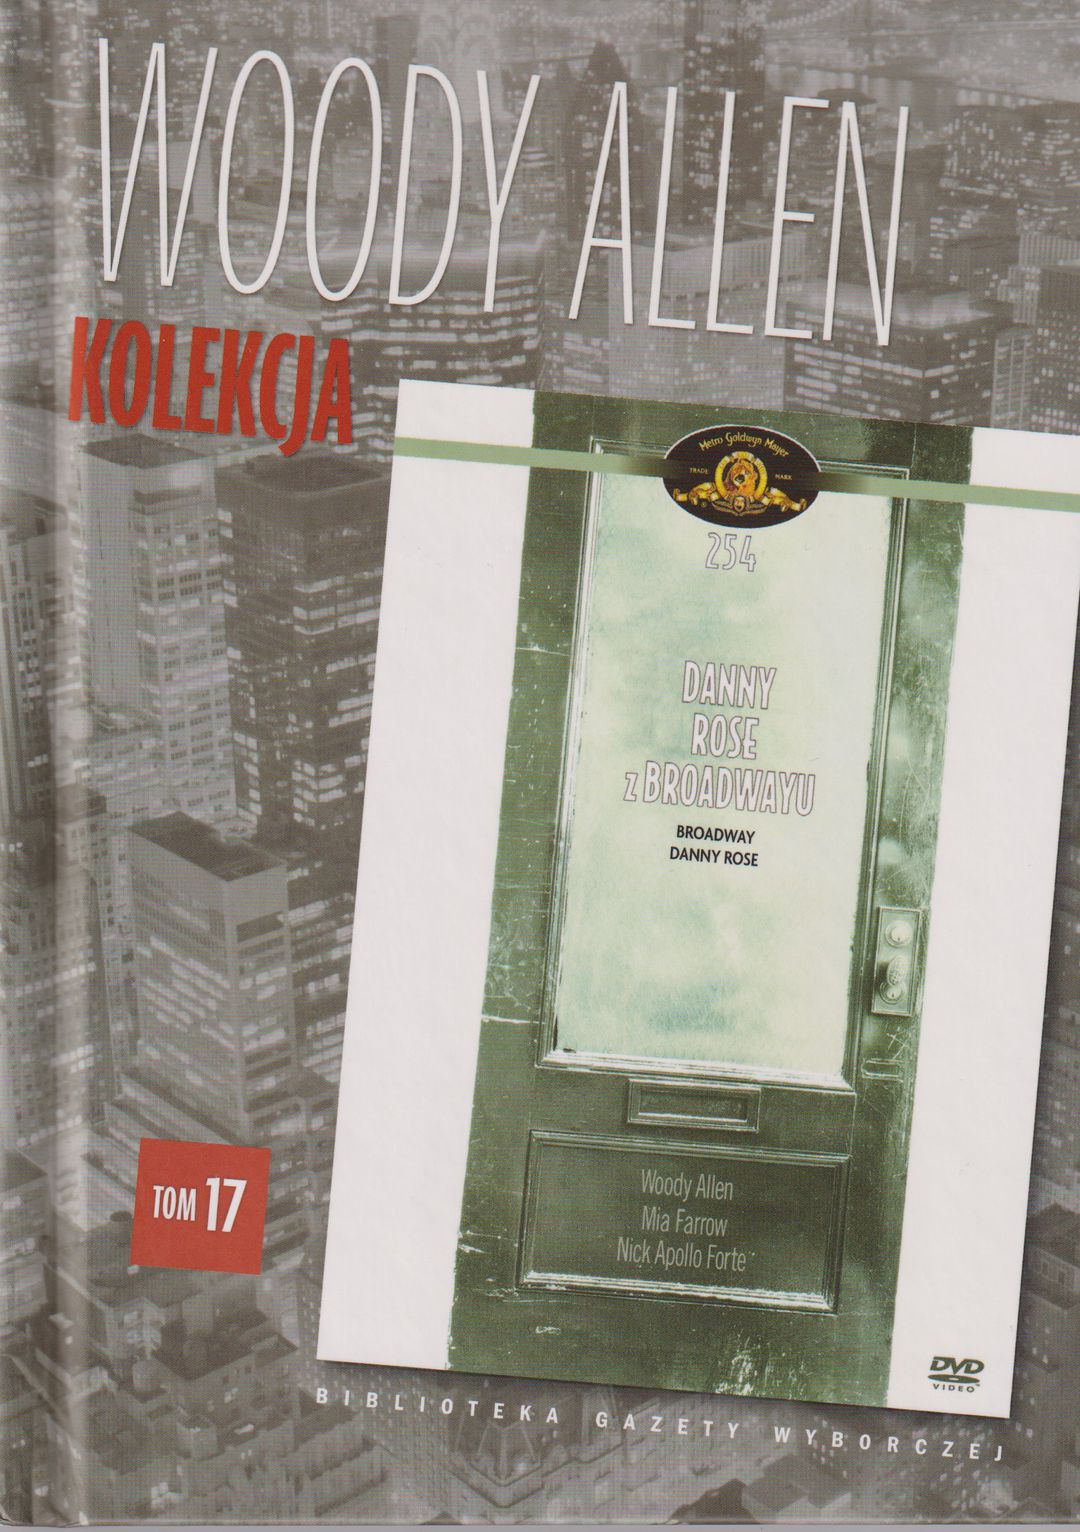 WOODY ALLEN
KOLEKCJA
Metro Goldwyn Mayer
TRADE MARK
254
DANNY
ROSE
z BROADWAYU
BROADWAY
DANNY ROSE
Woody Allen
Mia Farrow
Nick Apollo Forte
TOM 17
DVD
VIDEO
BIBLIOTEKA GAZETY WYBORCZEJ